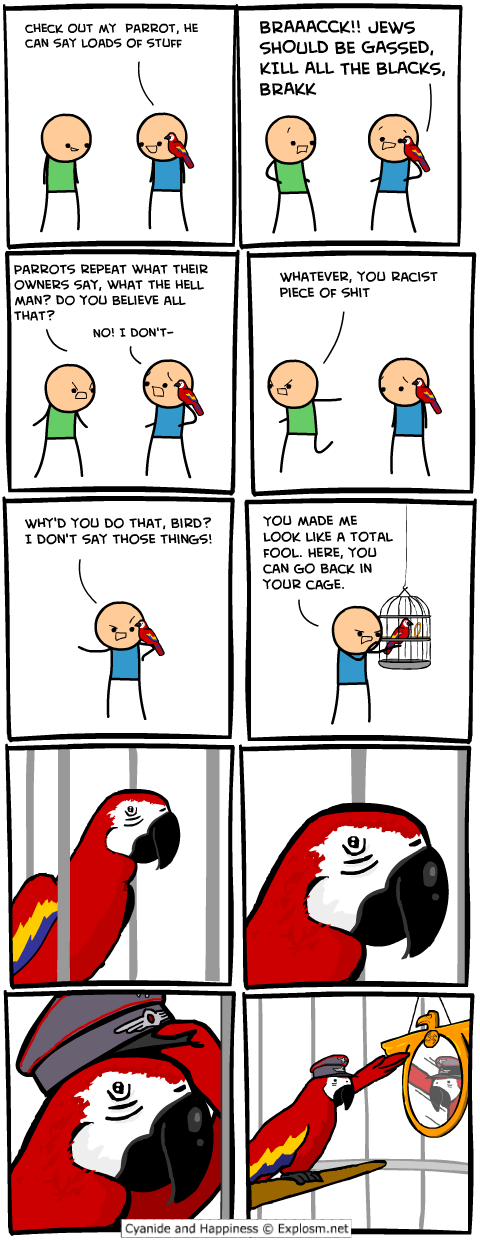 CHECK OUT MY PARROT, HE
CAN SAY LOADS OF STUFF
BRAAACCK!! JEWS
SHOULD BE GASSED,
KILL ALL THE BLACKS,
BRAKK
PARROTS REPEAT WHAT THEIR
OWNERS SAY, WHAT THE HELL
MAN? DO YOU BELIEVE ALL
THAT?
NO! I DON'T-
WHATEVER, YOU RACIST
PIECE OF SHIT
WHY'D YOU DO THAT, BIRD?
I DON'T SAY THOSE THINGS!
YOU MADE ME
LOOK LIKE A TOTAL
FOOL. HERE, YOU
CAN GO BACK IN
YOUR CAGE.
Cyanide and Happiness © Explosm.net